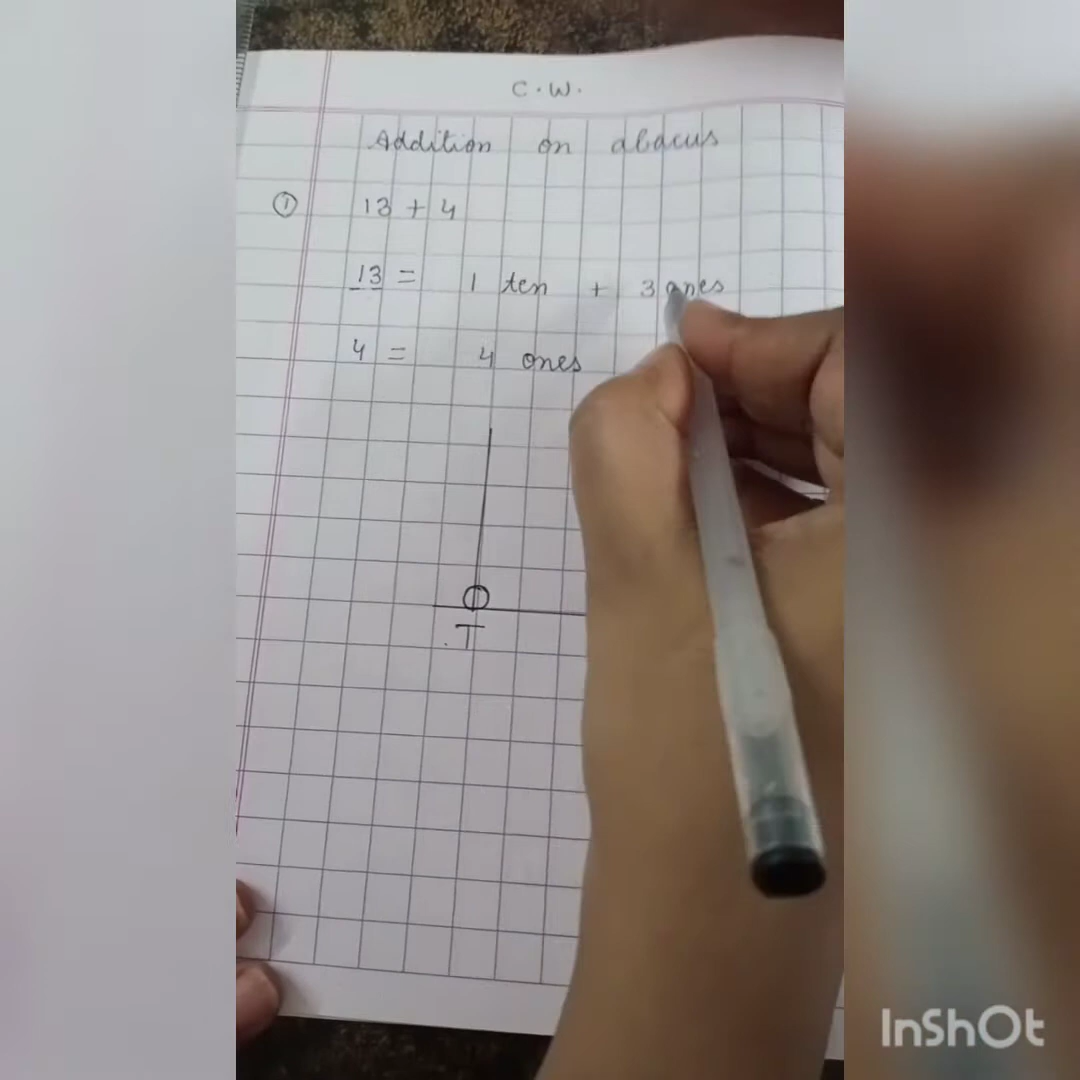 C.W.
Addition on abacus
① 13 + 4
13 = 1 ten + 3 ones
4 = 4 ones
T
InShOt